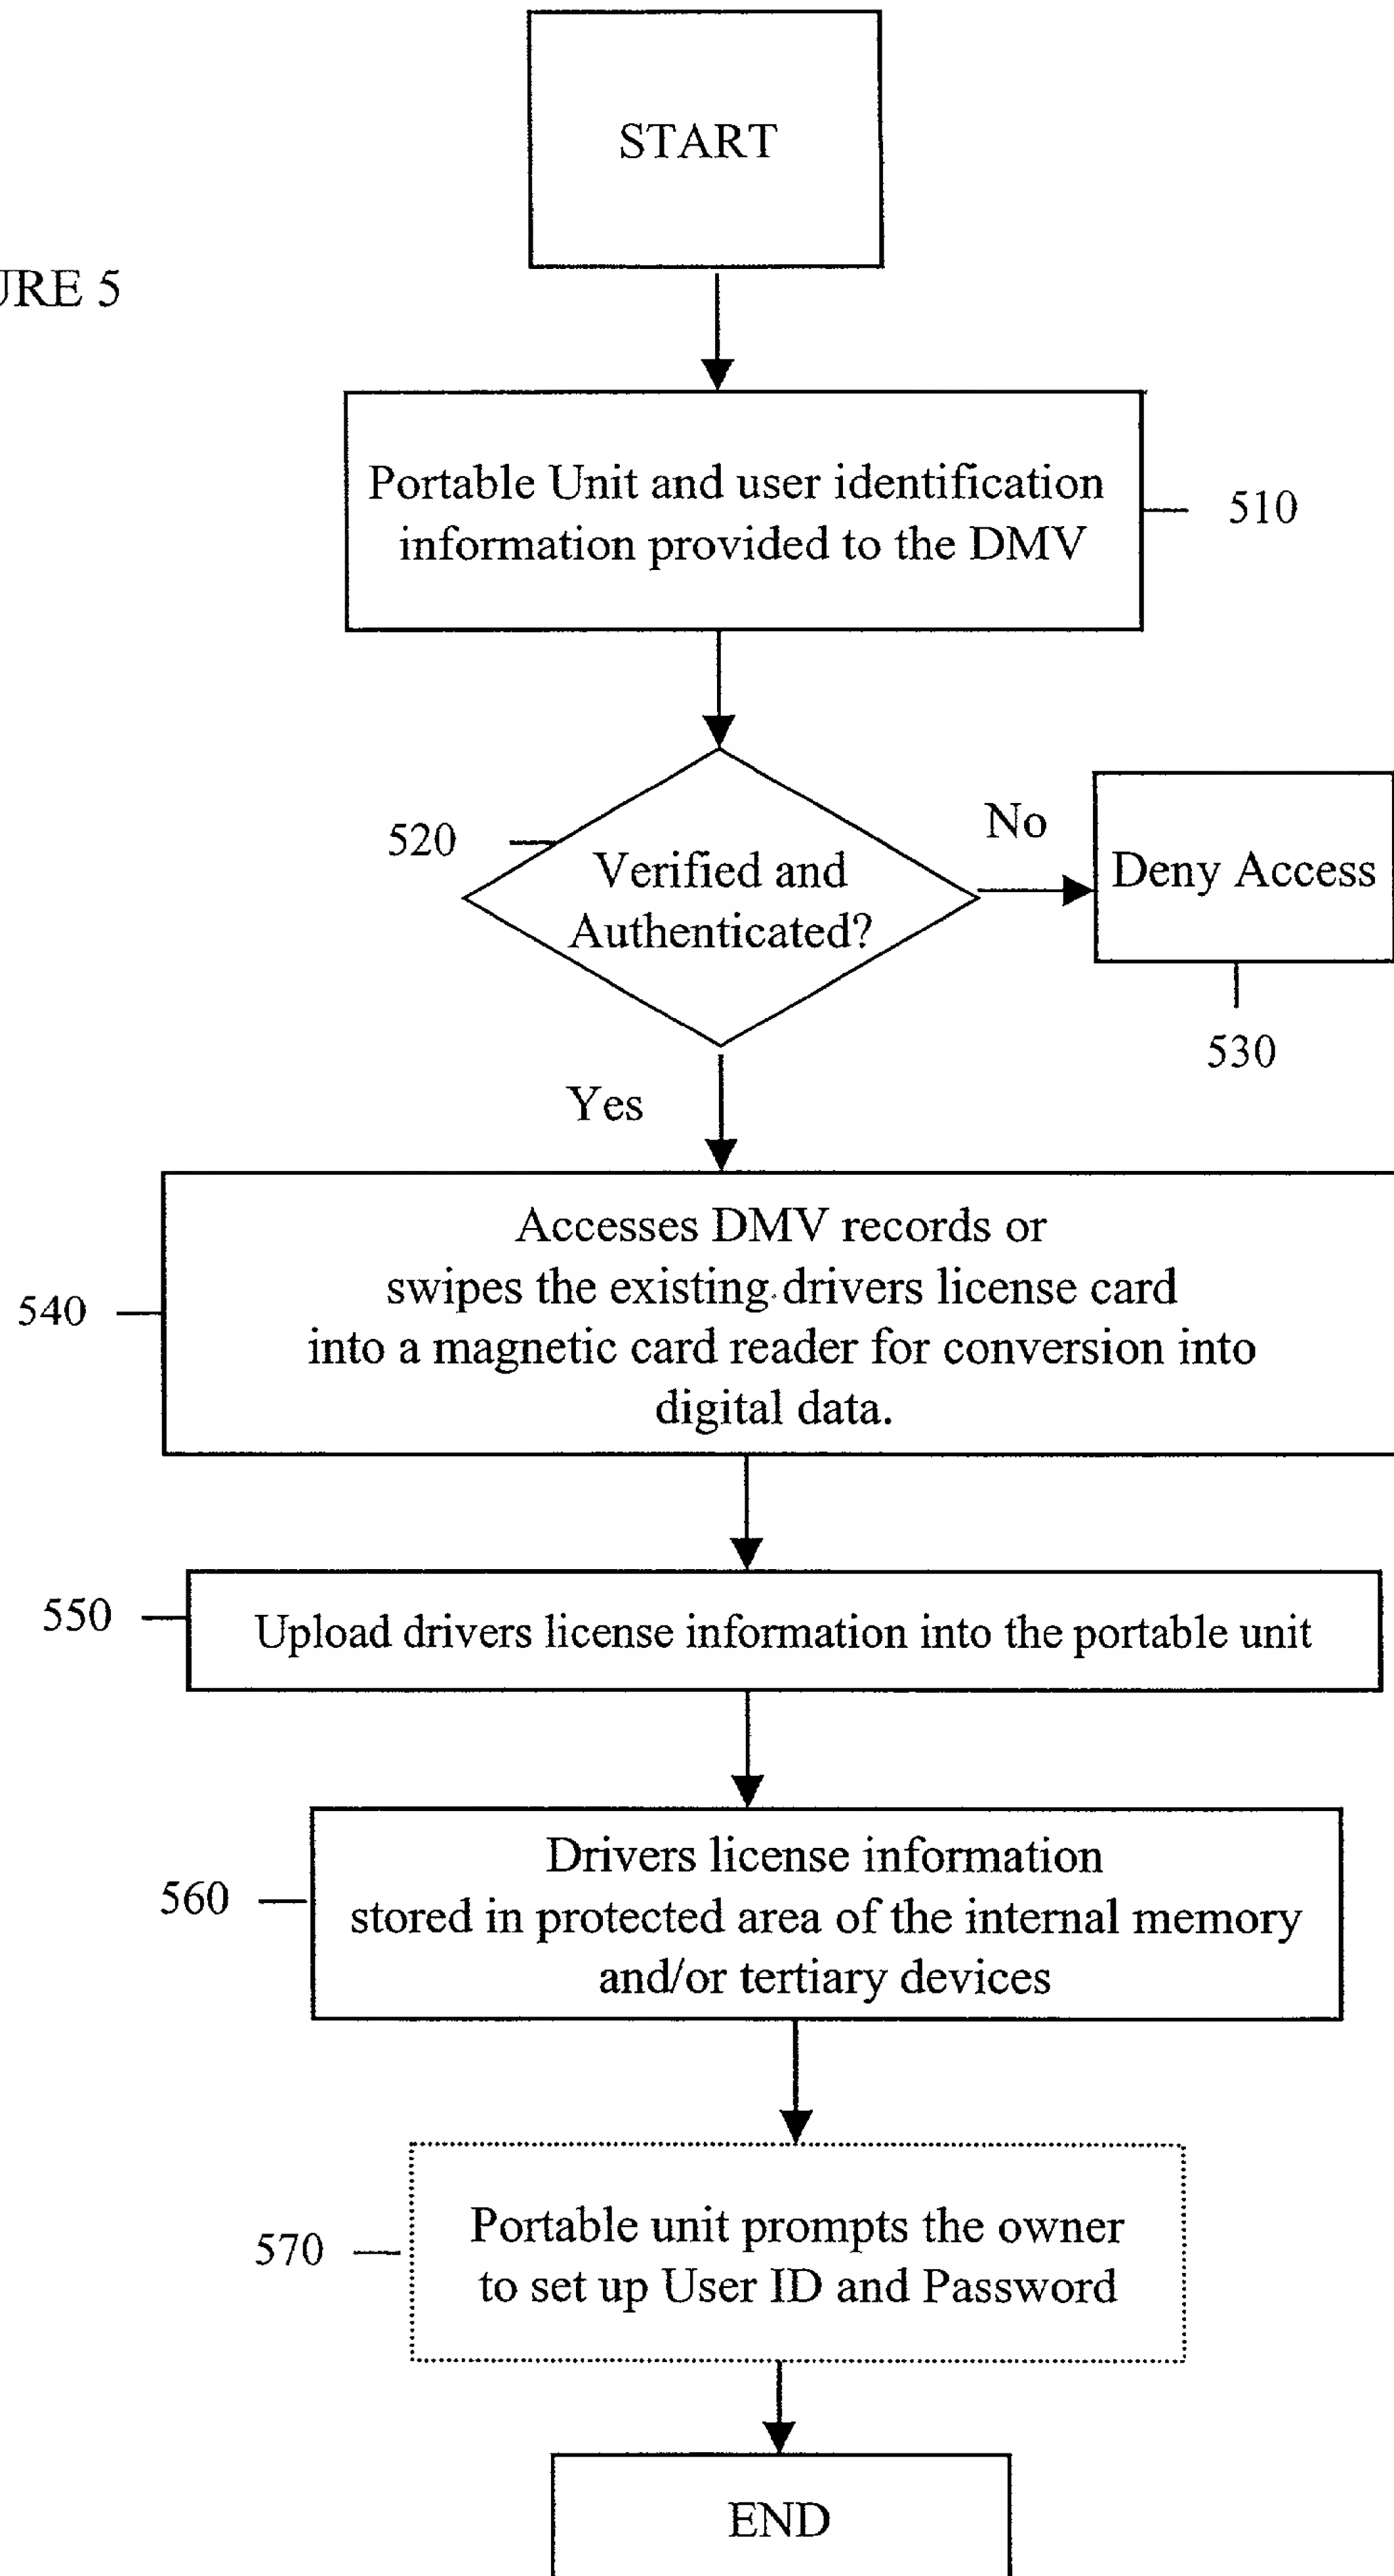 START
URE 5
Portable Unit and user identification
information provided to the DMV
510
520
No
Verified and
Authenticated?
Deny Access
530
Yes
Accesses DMV records or
swipes the existing drivers license card
into a magnetic card reader for conversion into
digital data.
540
550
Upload drivers license information into the portable unit
Drivers license information
stored in protected area of the internal memory
and/or tertiary devices
560
Portable unit prompts the owner
to set up User ID and Password
570
END